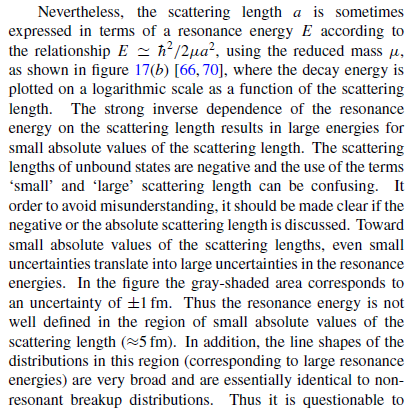 Nevertheless, the scattering length a is sometimes
expressed in terms of a resonance energy E according to
the relationship E ≃ ℏ²/2μa², using the reduced mass μ,
as shown in figure 17(b) [66, 70], where the decay energy is
plotted on a logarithmic scale as a function of the scattering
length. The strong inverse dependence of the resonance
energy on the scattering length results in large energies for
small absolute values of the scattering length. The scattering
lengths of unbound states are negative and the use of the terms
‘small’ and ‘large’ scattering length can be confusing. It
order to avoid misunderstanding, it should be made clear if the
negative or the absolute scattering length is discussed. Toward
small absolute values of the scattering lengths, even small
uncertainties translate into large uncertainties in the resonance
energies. In the figure the gray-shaded area corresponds to
an uncertainty of ±1 fm. Thus the resonance energy is not
well defined in the region of small absolute values of the
scattering length (≈5 fm). In addition, the line shapes of the
distributions in this region (corresponding to large resonance
energies) are very broad and are essentially identical to non-
resonant breakup distributions. Thus it is questionable to